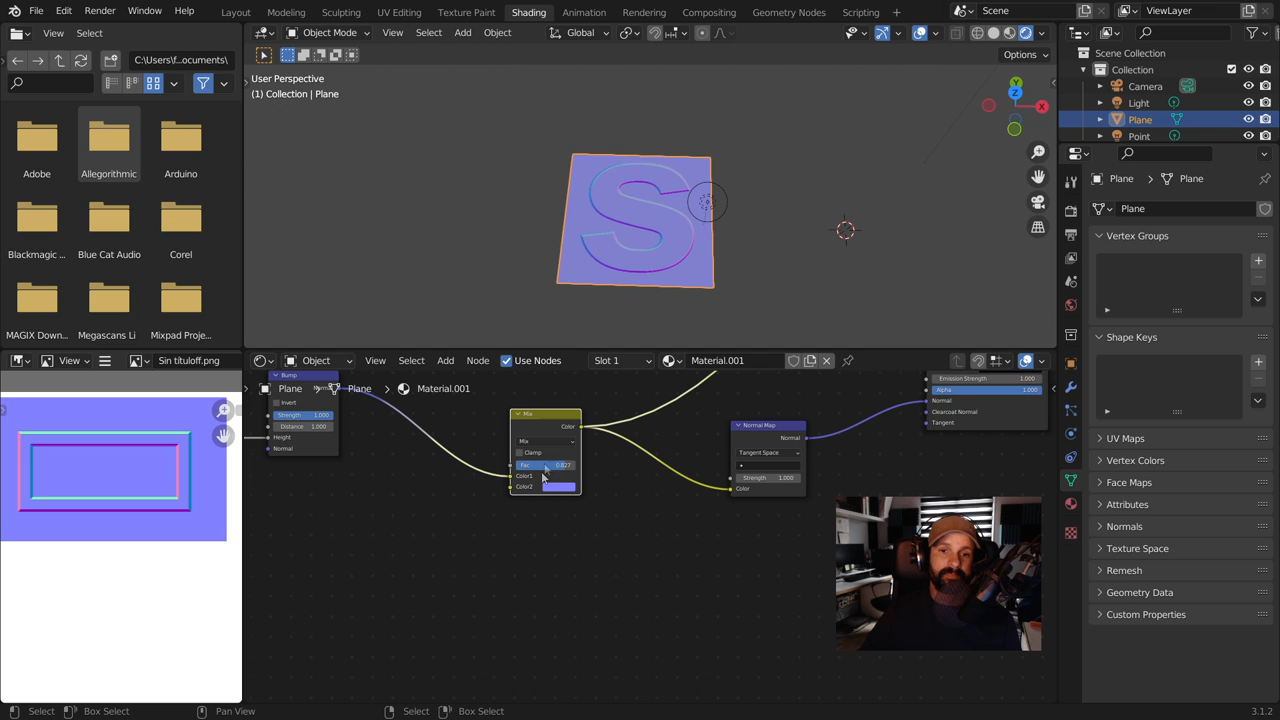 File Edit Render Window Help Layout Modeling Sculpting UV Editing Texture Paint Shading Animation Rendering Compositing Geometry Nodes Scripting Scene ViewLayer
View Select Object Mode View Select Add Object Global
C:\Users\f...ocuments\
Options
User Perspective
(1) Collection | Plane
Adobe Allegorithmic Arduino
Blackmagic ... Blue Cat Audio Corel
MAGIX Down... Megascans Li Mixpad Proje...
Y
Z
X
Scene Collection
Collection
Camera
Light
Plane
Point
Plane Plane
Plane
Vertex Groups
Shape Keys
UV Maps
Vertex Colors
Face Maps
Attributes
Normals
Texture Space
Remesh
Geometry Data
Custom Properties
View Sin tituloff.png
Object View Select Add Node Use Nodes Slot 1 Material.001
Plane Plane Material.001
Bump
Invert
Strength 1.000
Distance 1.000
Height
Normal
Mix
Color
Mix
Clamp
Fac 0.827
Color1
Color2
Normal Map
Normal
Tangent Space
Strength 1.000
Color
Emission Strength 1.000
Alpha 1.000
Normal
Clearcoat Normal
Tangent
S
Select Box Select Pan View Select Box Select 3.1.2